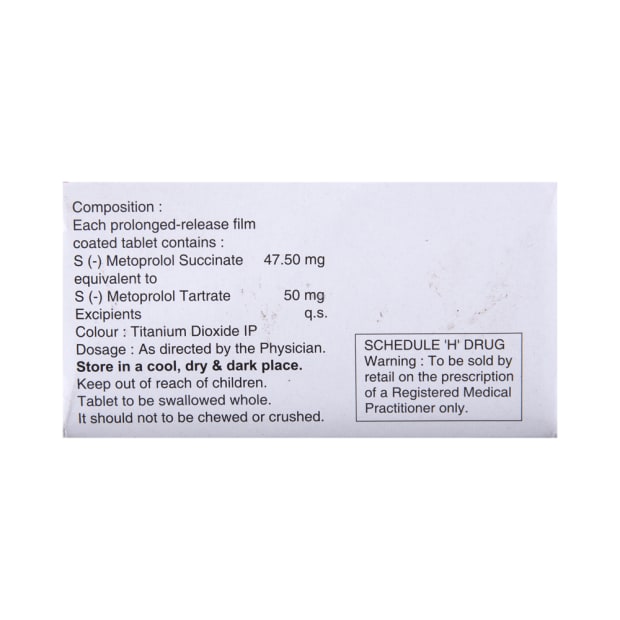 Composition :
Each prolonged-release film
coated tablet contains :
S (-) Metoprolol Succinate 47.50 mg
equivalent to
S (-) Metoprolol Tartrate 50 mg
Excipients q.s.
Colour : Titanium Dioxide IP
Dosage : As directed by the Physician.
Store in a cool, dry & dark place.
Keep out of reach of children.
Tablet to be swallowed whole.
It should not to be chewed or crushed.
SCHEDULE 'H' DRUG
Warning : To be sold by
retail on the prescription
of a Registered Medical
Practitioner only.